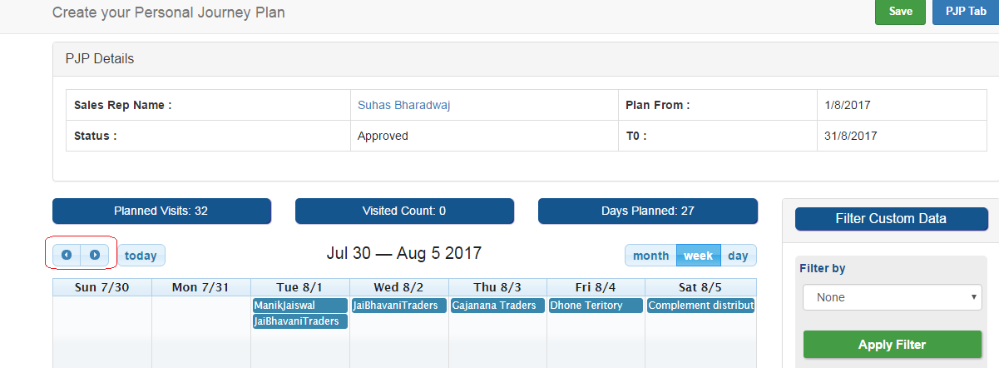 Create your Personal Journey Plan
Save
PJP Tab
PJP Details
Sales Rep Name : Suhas Bharadwaj Plan From : 1/8/2017
Status : Approved T0 : 31/8/2017
Planned Visits: 32
Visited Count: 0
Days Planned: 27
Filter Custom Data
today
Jul 30 — Aug 5 2017
month week day
Filter by
None
Apply Filter
Sun 7/30 Mon 7/31 Tue 8/1 Wed 8/2 Thu 8/3 Fri 8/4 Sat 8/5
ManikJaiswal JaiBhavaniTraders Gajanana Traders Dhone Teritory Complement distribut
JaiBhavaniTraders